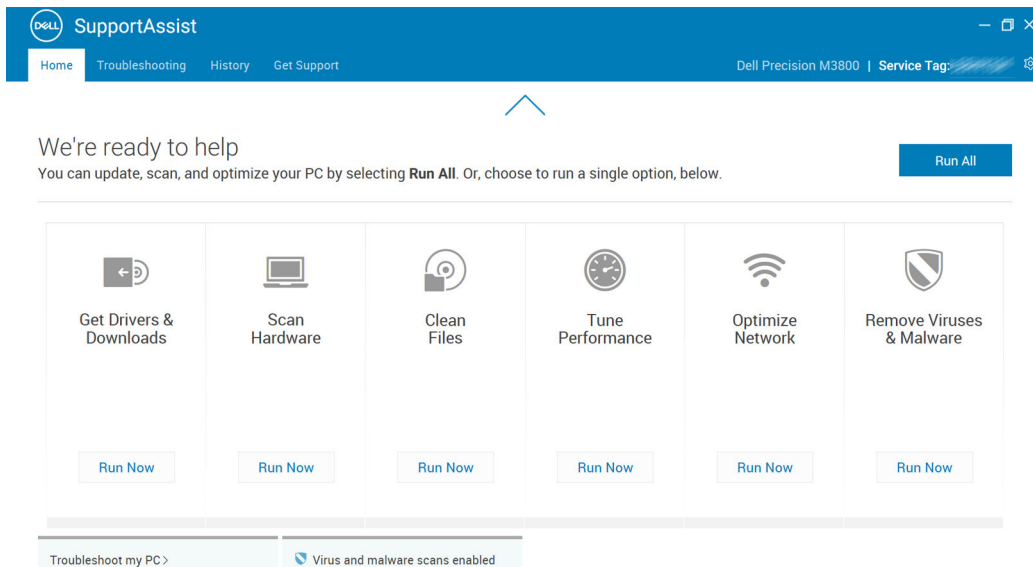 DELL SupportAssist
Home Troubleshooting History Get Support Dell Precision M3800 | Service Tag:
We're ready to help
You can update, scan, and optimize your PC by selecting Run All. Or, choose to run a single option, below.
Run All
Get Drivers &
Downloads
Scan
Hardware
Clean
Files
Tune
Performance
Optimize
Network
Remove Viruses
& Malware
Run Now Run Now Run Now Run Now Run Now Run Now
Troubleshoot my PC >
Virus and malware scans enabled